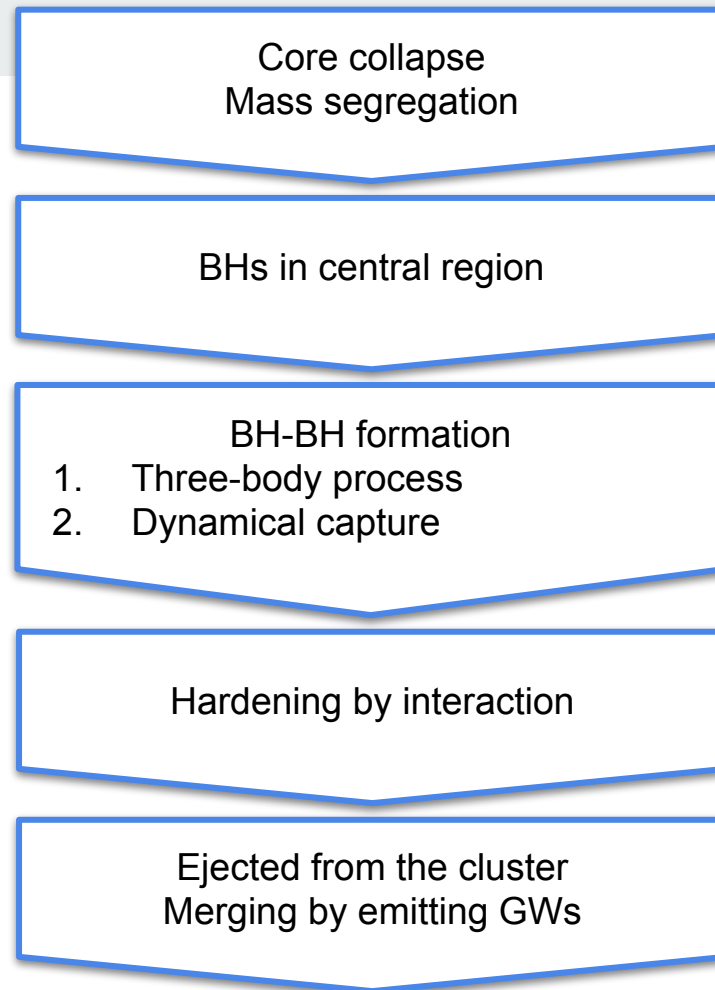 Core collapse
Mass segregation
BHs in central region
BH-BH formation
1. Three-body process
2. Dynamical capture
Hardening by interaction
Ejected from the cluster
Merging by emitting GWs